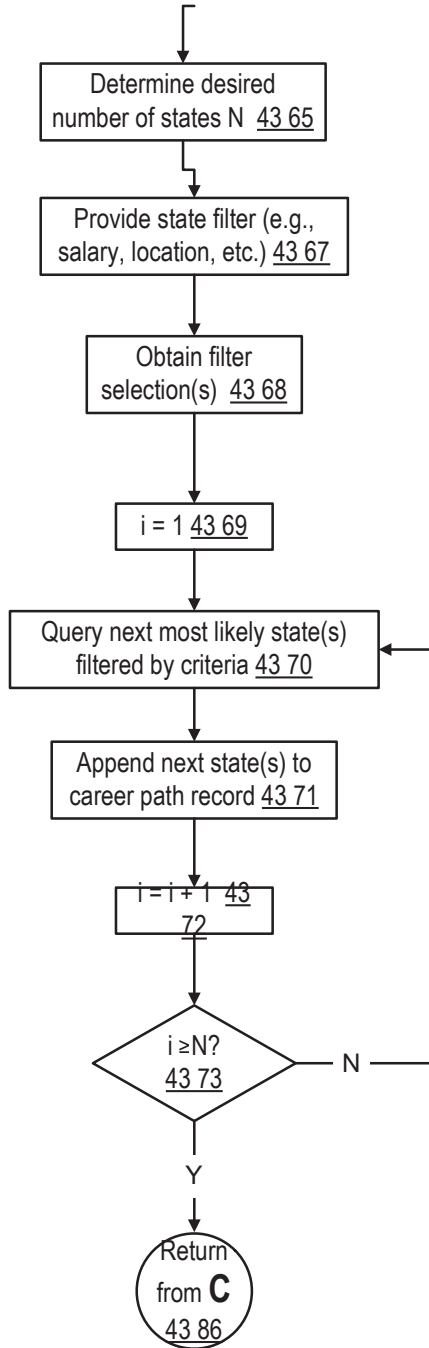 Determine desired
number of states N 43 65
Provide state filter (e.g.,
salary, location, etc.) 43 67
Obtain filter
selection(s) 43 68
i = 1 43 69
Query next most likely state(s)
filtered by criteria 43 70
Append next state(s) to
career path record 43 71
i = i + 1 43
72
i ≥N?
43 73
N
Y
Return
from C
43 86